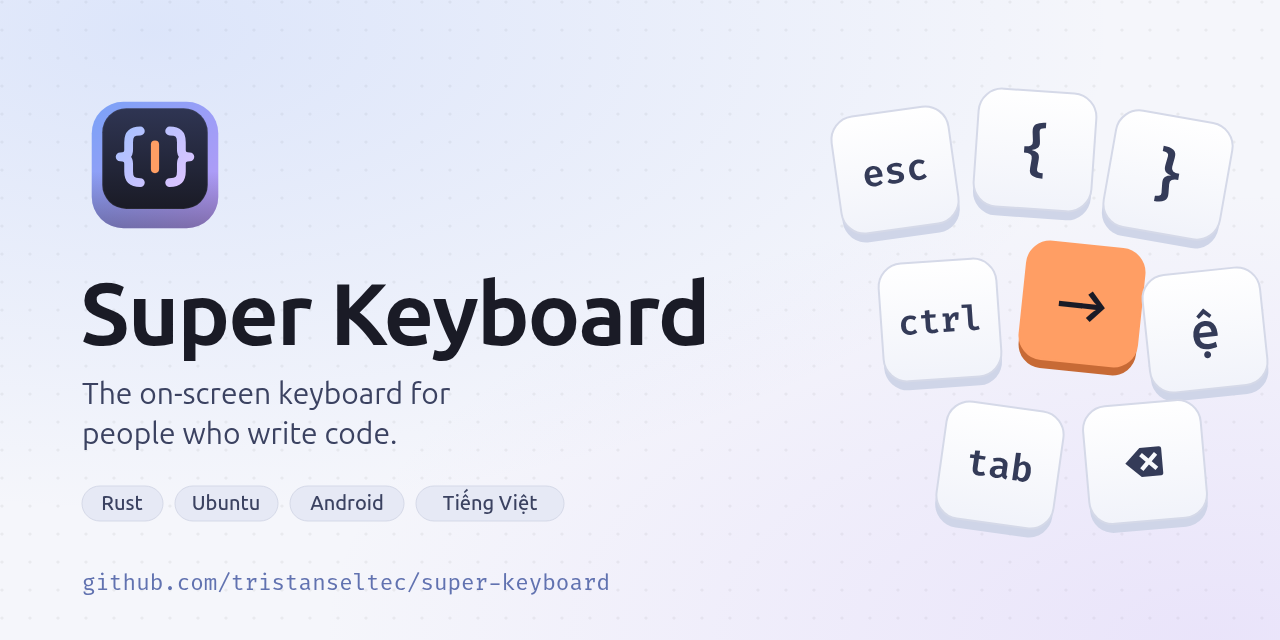 esc
{
}
Super Keyboard
ctrl
→
ệ
The on-screen keyboard for
people who write code.
tab
Rust
Ubuntu
Android
Tiếng Việt
github.com/tristanseltec/super-keyboard